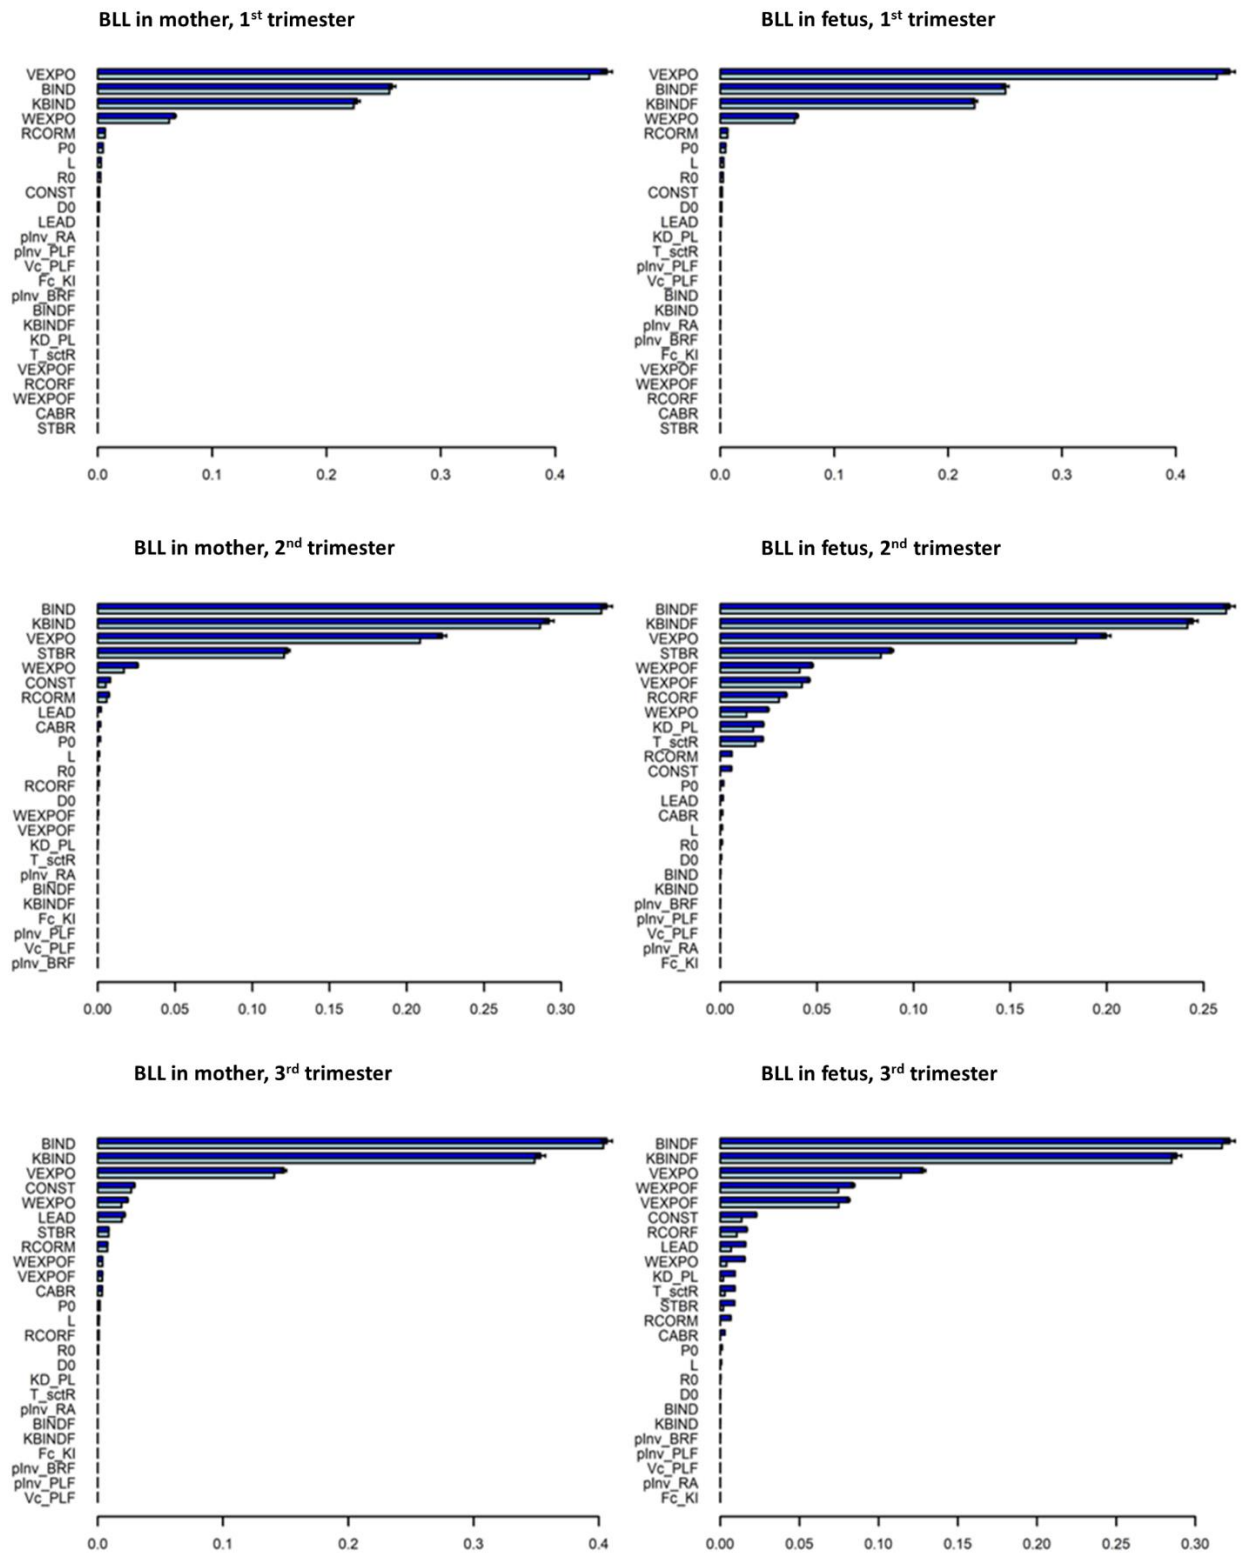 BLL in mother, 1st trimester
VEXPO
BIND
KBIND
WEXPO
RCORM
P0
L
R0
CONST
D0
LEAD
pInv_RA
pInv_PLF
Vc_PLF
Fc_KI
pInv_BRF
BINDF
KBINDF
KD_PL
T_sctR
VEXPOF
RCORF
WEXPOF
CABR
STBR
0.0 0.1 0.2 0.3 0.4
BLL in fetus, 1st trimester
VEXPO
BINDF
KBINDF
WEXPO
RCORM
P0
L
R0
CONST
D0
LEAD
KD_PL
T_sctR
pInv_PLF
Vc_PLF
BIND
KBIND
pInv_RA
pInv_BRF
Fc_KI
VEXPOF
WEXPOF
RCORF
CABR
STBR
0.0 0.1 0.2 0.3 0.4
BLL in mother, 2nd trimester
BIND
KBIND
VEXPO
STBR
WEXPO
CONST
RCORM
LEAD
CABR
P0
L
R0
RCORF
D0
WEXPOF
VEXPOF
KD_PL
T_sctR
pInv_RA
BINDF
KBINDF
Fc_KI
pInv_PLF
Vc_PLF
pInv_BRF
0.00 0.05 0.10 0.15 0.20 0.25 0.30
BLL in fetus, 2nd trimester
BINDF
KBINDF
VEXPO
STBR
WEXPOF
VEXPOF
RCORF
WEXPO
KD_PL
T_sctR
RCORM
CONST
P0
LEAD
CABR
L
R0
D0
BIND
KBIND
pInv_BRF
pInv_PLF
Vc_PLF
pInv_RA
Fc_KI
0.00 0.05 0.10 0.15 0.20 0.25
BLL in mother, 3rd trimester
BIND
KBIND
VEXPO
CONST
WEXPO
LEAD
STBR
RCORM
WEXPOF
VEXPOF
CABR
P0
L
RCORF
R0
D0
KD_PL
T_sctR
pInv_RA
BINDF
KBINDF
Fc_KI
pInv_BRF
pInv_PLF
Vc_PLF
0.0 0.1 0.2 0.3 0.4
BLL in fetus, 3rd trimester
BINDF
KBINDF
VEXPO
WEXPOF
VEXPOF
CONST
RCORF
LEAD
WEXPO
KD_PL
T_sctR
STBR
RCORM
CABR
P0
L
R0
D0
BIND
KBIND
pInv_BRF
pInv_PLF
Vc_PLF
pInv_RA
Fc_KI
0.00 0.05 0.10 0.15 0.20 0.25 0.30